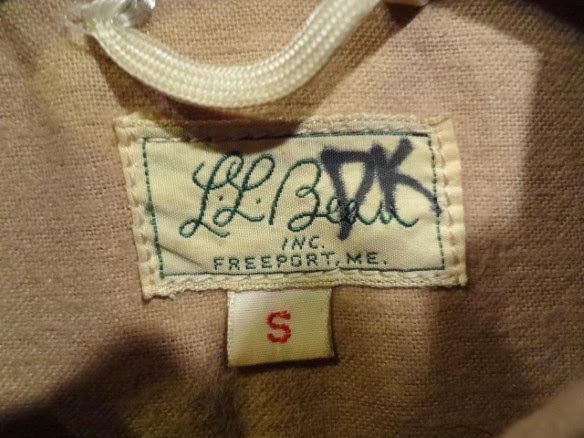 L.L. Bean
DK
INC.
FREEPORT, ME.
S